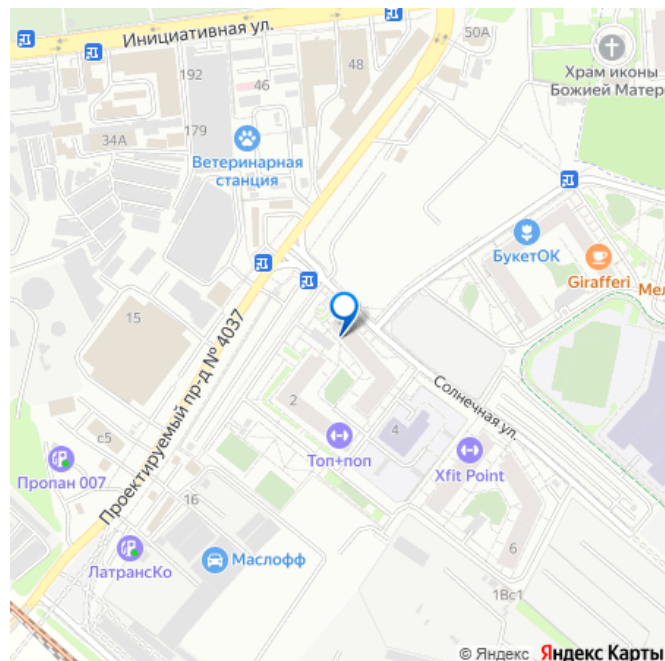 Инициативная ул.
50А
Храм иконы
Божией Матер
192
48
46
179
34А
Ветеринарная
станция
БукетОК
Girafferi
Мел
15
Проектируемый пр-д № 4037
Солнечная ул.
2
4
с5
Топ+поп
Xfit Point
Пропан 007
16
6
ЛатрансКо
Маслофф
1Вс1
© Яндекс Яндекс Карты